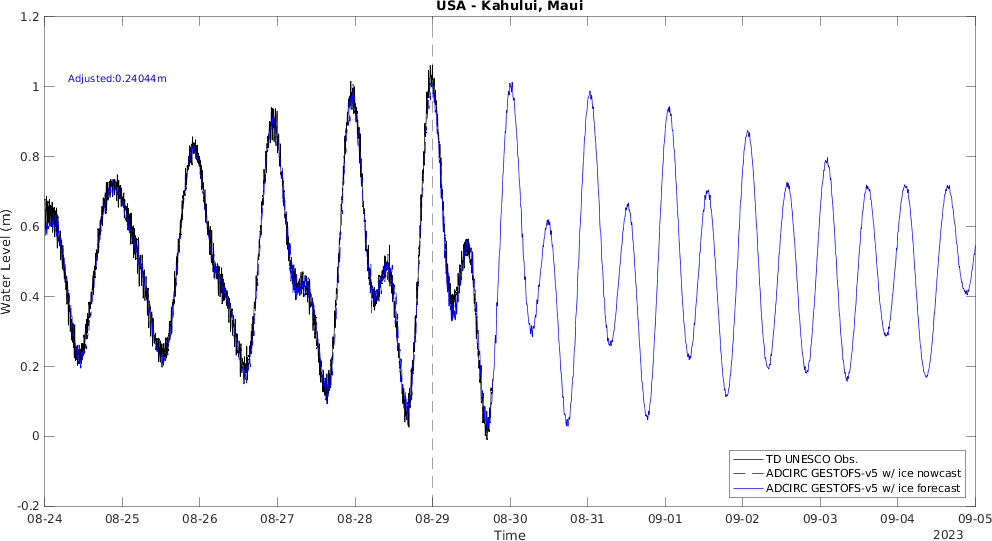 USA - Kahului, Maui
1.2
1
0.8
0.6
0.4
0.2
0
-0.2
Water Level (m)
Adjusted:0.24044m
TD UNESCO Obs.
ADCIRC GESTOFS-v5 w/ ice nowcast
ADCIRC GESTOFS-v5 w/ ice forecast
08-24 08-25 08-26 08-27 08-28 08-29 08-30 08-31 09-01 09-02 09-03 09-04 09-05
Time
2023